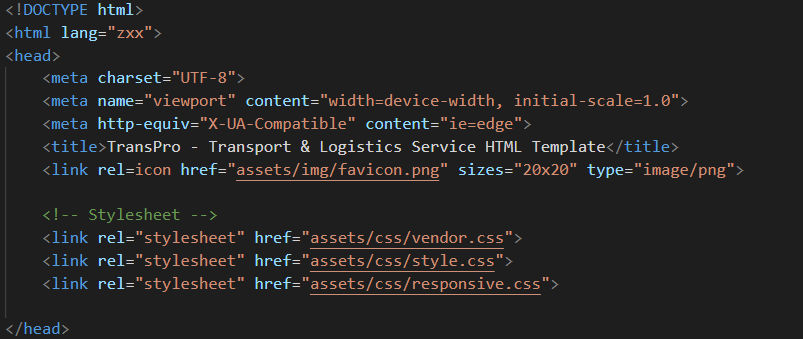 <!DOCTYPE html>
<html lang="zxx">
<head>
    <meta charset="UTF-8">
    <meta name="viewport" content="width=device-width, initial-scale=1.0">
    <meta http-equiv="X-UA-Compatible" content="ie=edge">
    <title>TransPro - Transport & Logistics Service HTML Template</title>
    <link rel=icon href="assets/img/favicon.png" sizes="20x20" type="image/png">

    <!-- Stylesheet -->
    <link rel="stylesheet" href="assets/css/vendor.css">
    <link rel="stylesheet" href="assets/css/style.css">
    <link rel="stylesheet" href="assets/css/responsive.css">

</head>